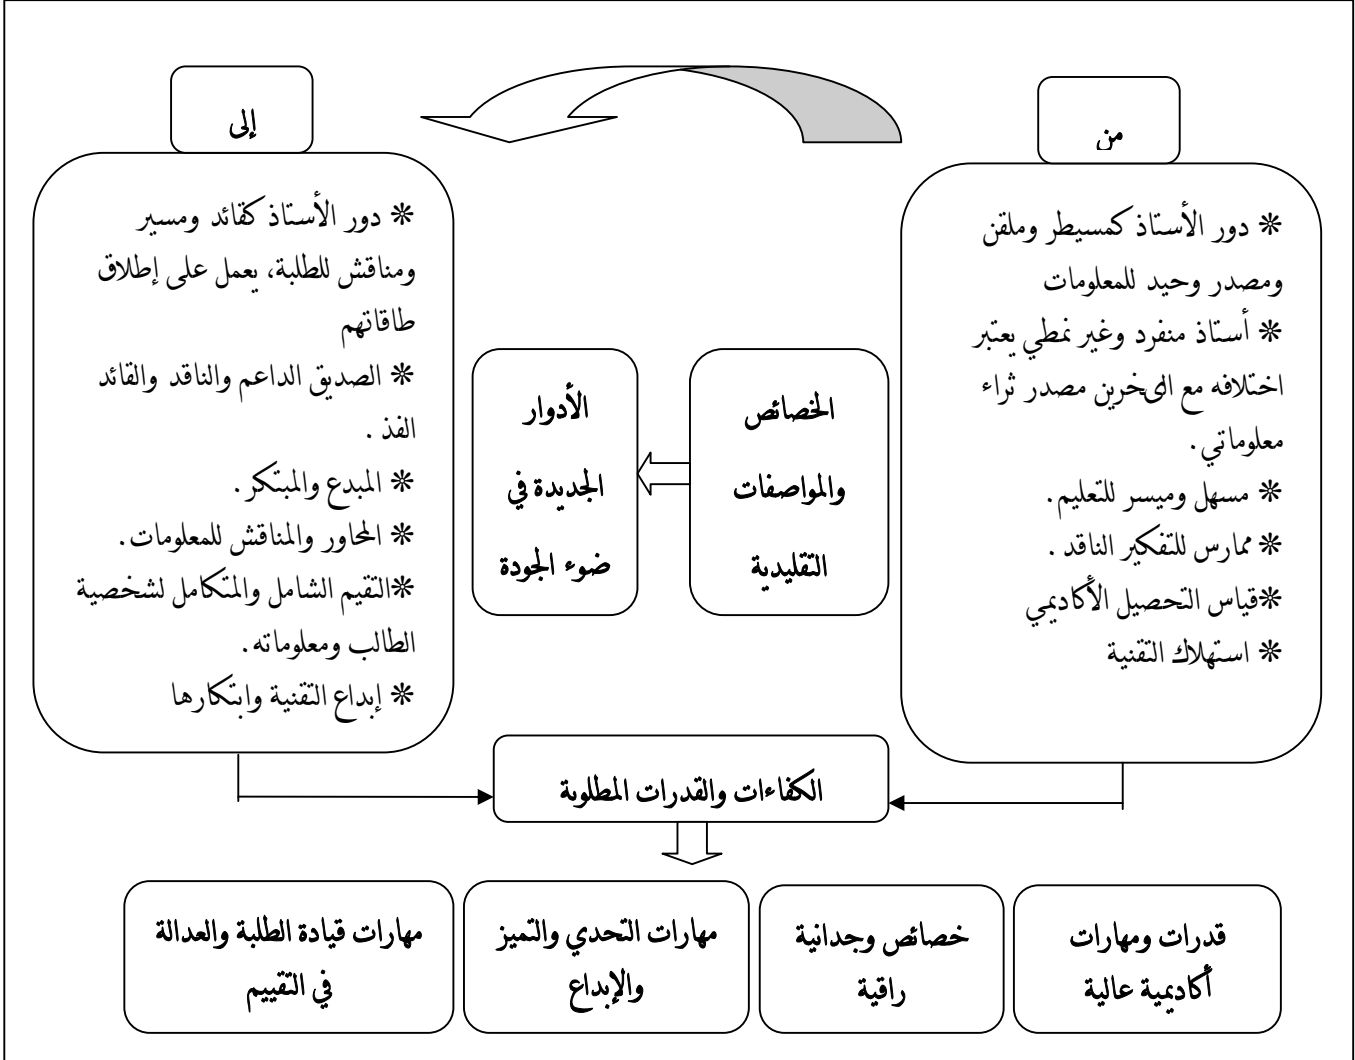 من
❊ دور الأستاذ كمسيطر وملقن
ومصدر وحيد للمعلومات
❊ أستاذ منفرد وغير نمطي يعتبر
اختلافه مع مصدر ثراء
معلوماتي.
❊ مسهل وميسر للتعليم.
❊ ممارس للتفكير الناقد .
❊قياس التحصيل الأكاديمي
❊ استهلاك التقنية
الخصائص
والمواصفات
التقليدية
الأدوار
الجديدة في
ضوء الجودة
إلى
❊ دور الأستاذ كقائد ومسير
ومناقش للطلبة، يعمل على إطلاق
طاقاتهم
❊ الصديق الداعم والناقد والقائد
الفذ .
❊ المبدع والمبتكر.
❊ المحاور والمناقش للمعلومات.
❊التقيم الشامل والمتكامل لشخصية
الطالب ومعلوماته.
❊ إبداع التقنية وابتكارها
الكفاءات والقدرات المطلوبة
قدرات ومهارات
أكاديمية عالية
خصائص وجدانية
راقية
مهارات التحدي والتميز
والإبداع
مهارات قيادة الطلبة والعدالة
في التقييم